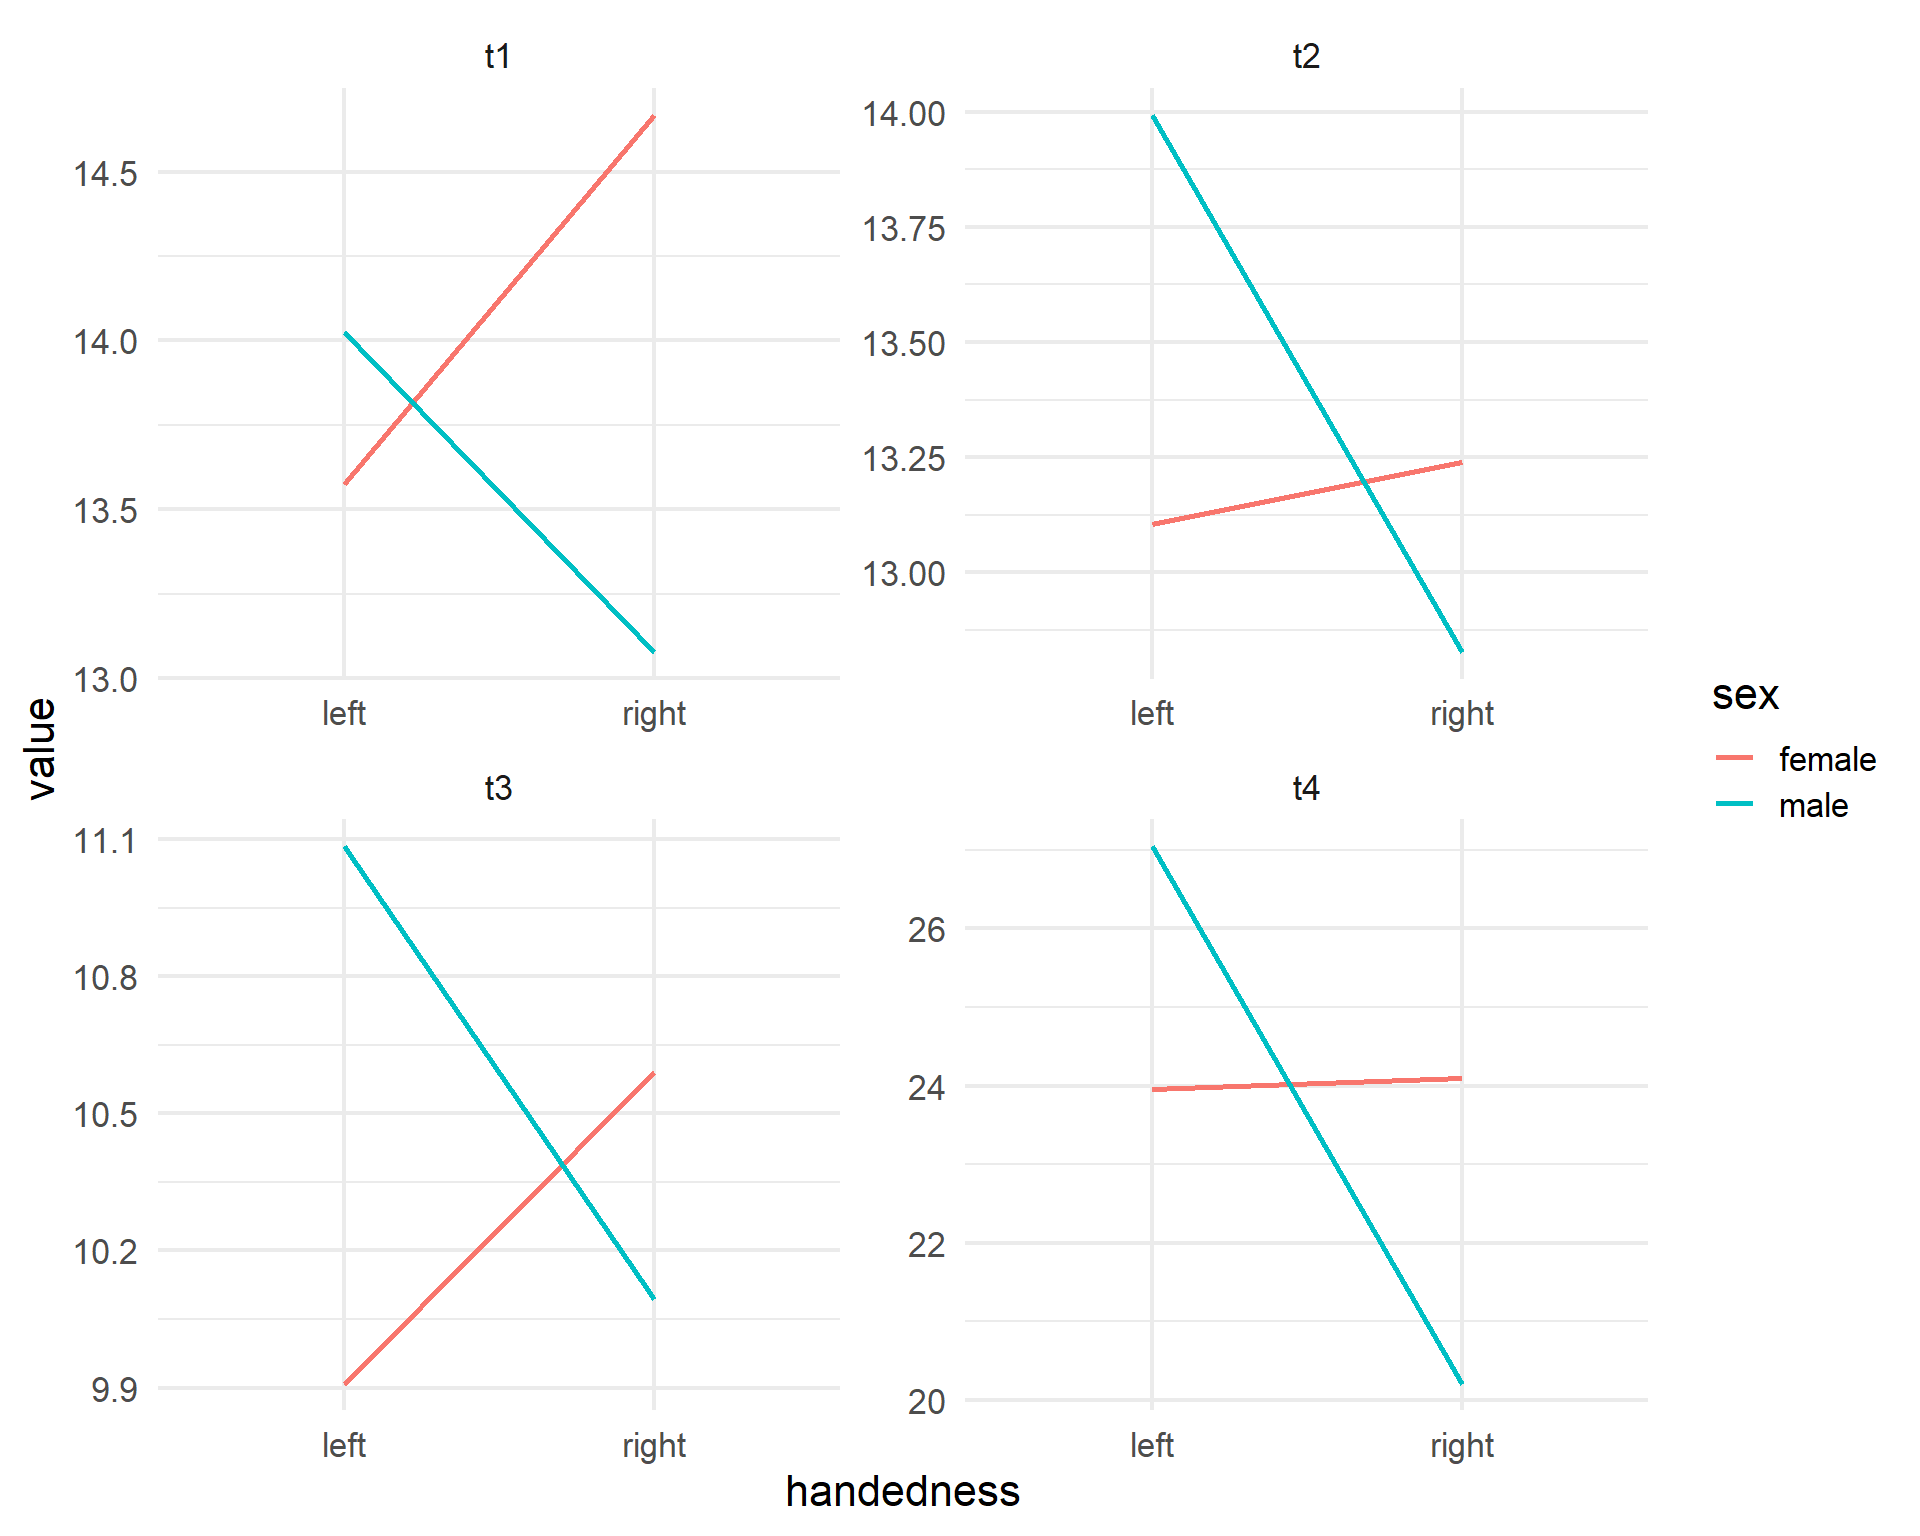 t1
t2
14.5
14.0
13.5
13.0
14.00
13.75
13.50
13.25
13.00
left
right
left
right
value
sex
female
male
t3
t4
11.1
10.8
10.5
10.2
9.9
26
24
22
20
left
right
left
right
handedness